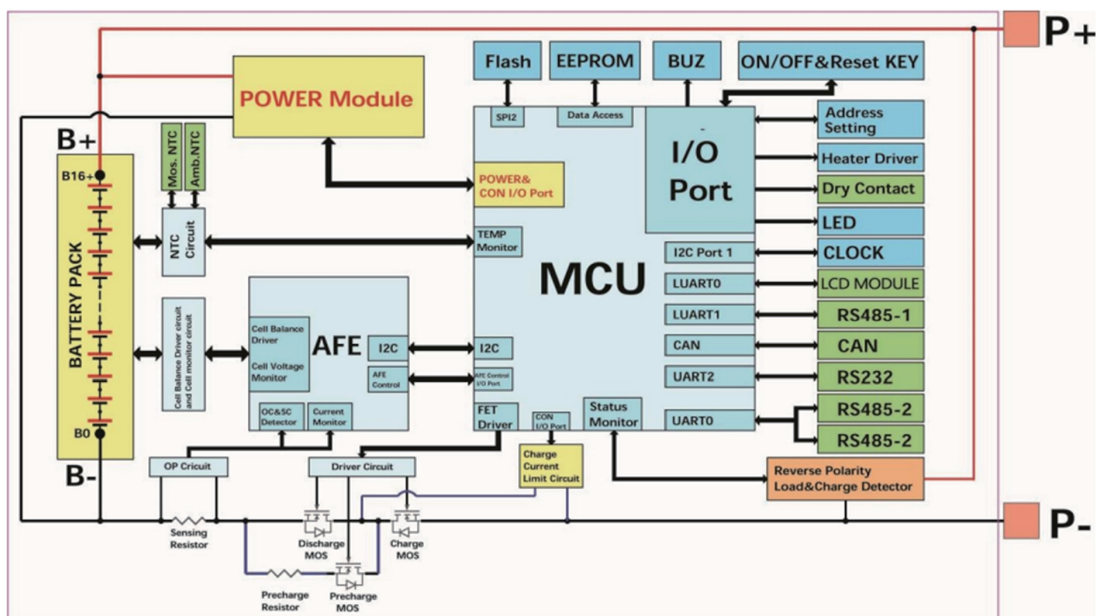 P+
POWER Module
Flash
EEPROM
BUZ
ON/OFF&Reset KEY
SPI2
Data Access
I/O
Port
Address
Setting
Heater Driver
Dry Contact
LED
CLOCK
LCD MODULE
RS485-1
CAN
RS232
RS485-2
RS485-2
B+
B16+
BATTERY PACK
B0
B-
Mos. NTC
Amb.NTC
NTC
Circuit
POWER&
CON I/O Port
TEMP
Monitor
MCU
I2C Port 1
LUART0
LUART1
CAN
UART2
UART0
Cell Balance Driver circuit
and Cell monitor circuit
Cell Balance
Driver
Cell Voltage
Monitor
AFE
I2C
AFE
Control
I2C
AFE Control
I/O Port
OC&SC
Detector
Current
Monitor
FET
Driver
CON
I/O Port
Status
Monitor
OP Cricuit
Driver Circuit
Charge
Current
Limit Circuit
Reverse Polarity
Load&Charge Detector
P-
Sensing
Resistor
Discharge
MOS
Charge
MOS
Precharge
Resistor
Precharge
MOS